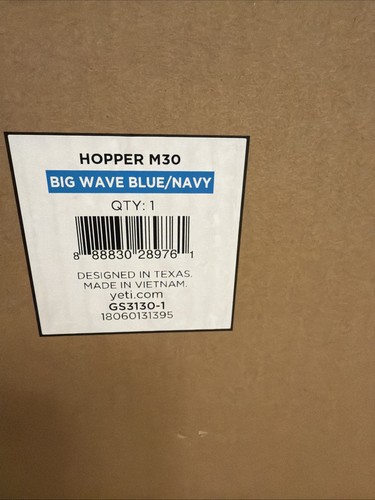 HOPPER M30
BIG WAVE BLUE/NAVY
QTY: 1
8 88830 28976 1
DESIGNED IN TEXAS.
MADE IN VIETNAM.
yeti.com
GS3130-1
18060131395